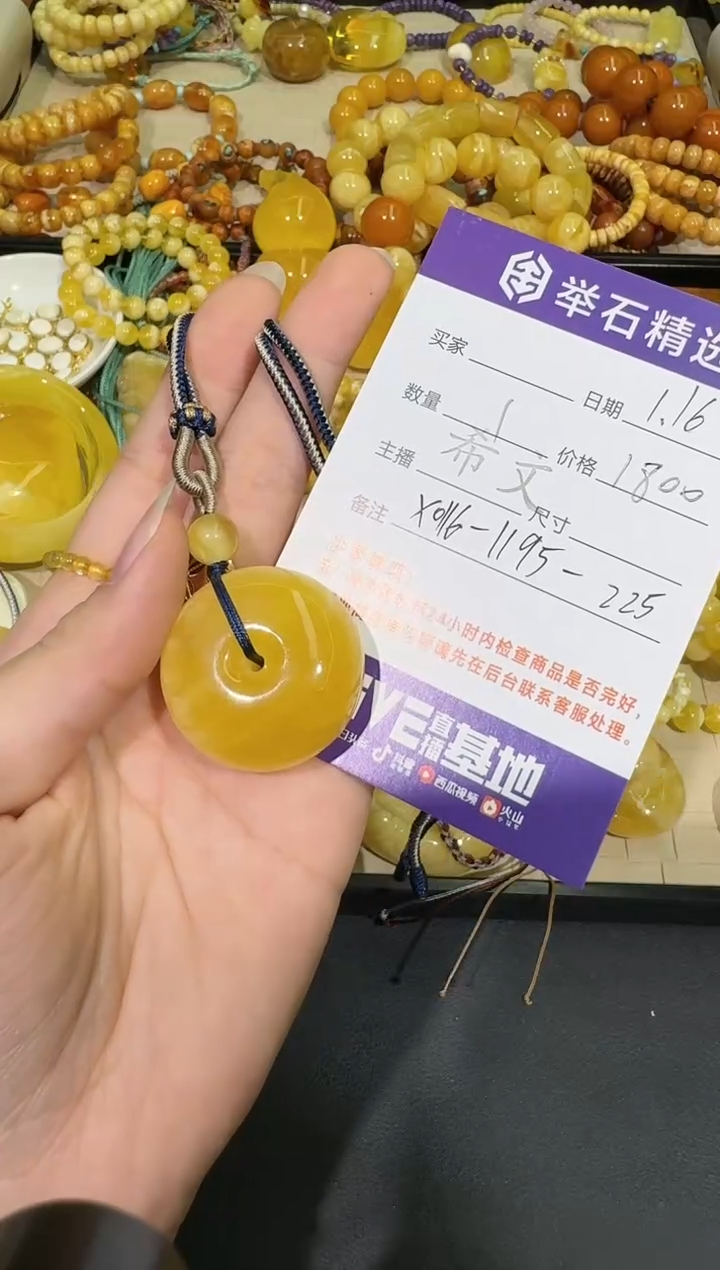 举石精选
买家
日期 1.16
数量 1
价格 1800
主播 希文
尺寸
备注 X016-1195-225
24小时内检查商品是否完好,
请先在后台联系客服处理。
直播基地
抖音
西瓜视频
火山